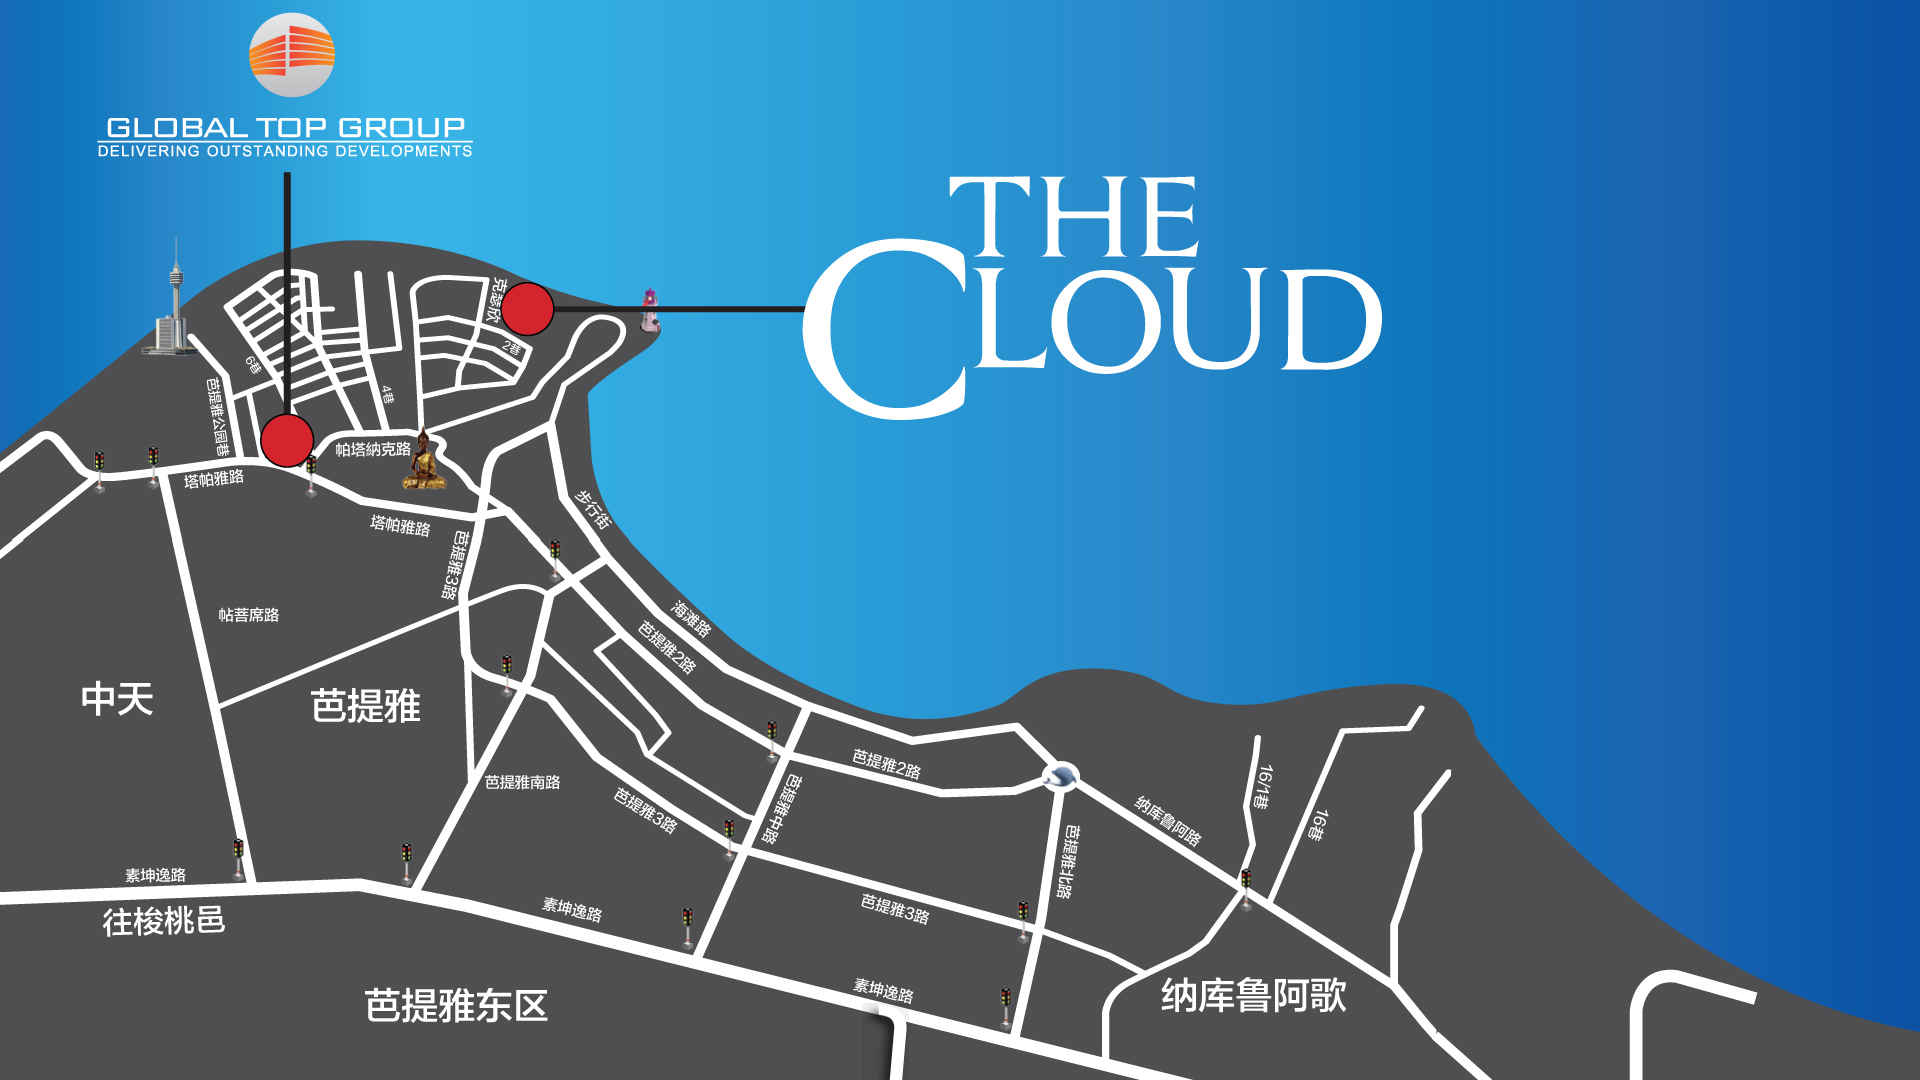 GLOBAL TOP GROUP
DELIVERING OUTSTANDING DEVELOPMENTS
THE
CLOUD
克瑟欣
2巷
6巷
4巷
芭提雅公园巷
帕塔纳克路
塔帕雅路
塔帕雅路
步行街
芭提雅3路
帖菩席路
海滩路
芭提雅2路
中天
芭提雅
芭提雅南路
芭提雅2路
芭提雅3路
芭提雅中路
16/1巷
16巷
纳库鲁阿路
芭提雅北路
素坤逸路
往梭桃邑
素坤逸路
芭提雅3路
素坤逸路
芭提雅东区
纳库鲁阿歌